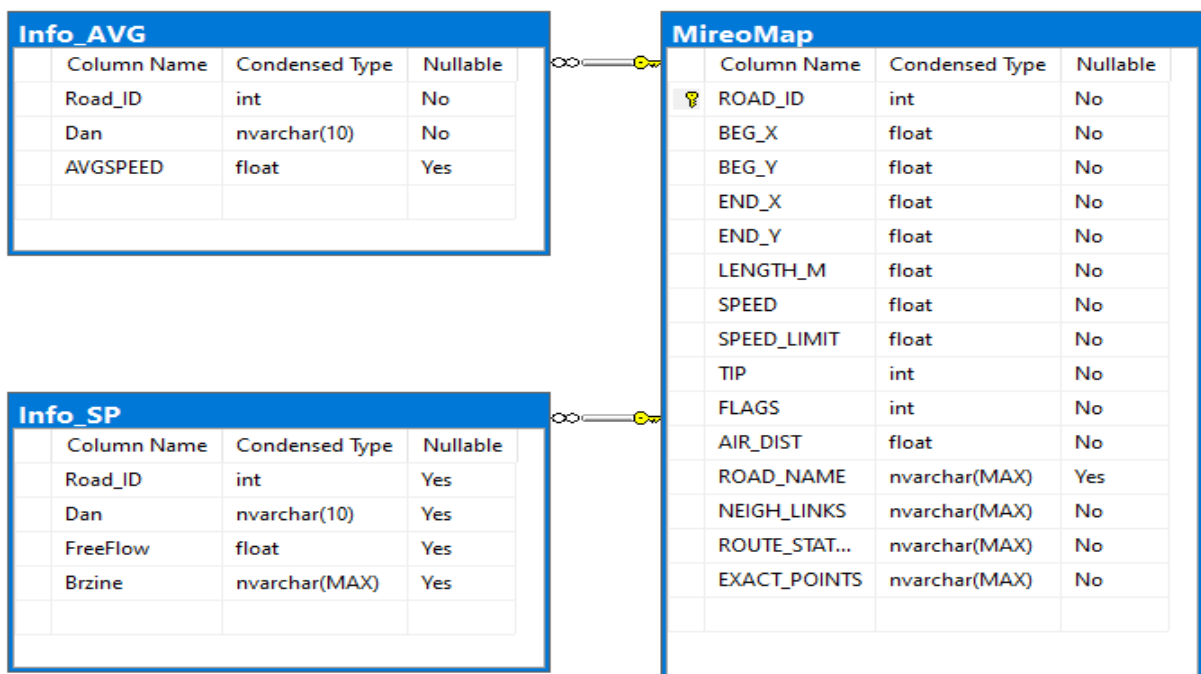 Info_AVG
Column Name Condensed Type Nullable
Road_ID int No
Dan nvarchar(10) No
AVGSPEED float Yes
Info_SP
Column Name Condensed Type Nullable
Road_ID int Yes
Dan nvarchar(10) Yes
FreeFlow float Yes
Brzine nvarchar(MAX) Yes
MireoMap
Column Name Condensed Type Nullable
ROAD_ID int No
BEG_X float No
BEG_Y float No
END_X float No
END_Y float No
LENGTH_M float No
SPEED float No
SPEED_LIMIT float No
TIP int No
FLAGS int No
AIR_DIST float No
ROAD_NAME nvarchar(MAX) Yes
NEIGH_LINKS nvarchar(MAX) No
ROUTE_STAT... nvarchar(MAX) No
EXACT_POINTS nvarchar(MAX) No